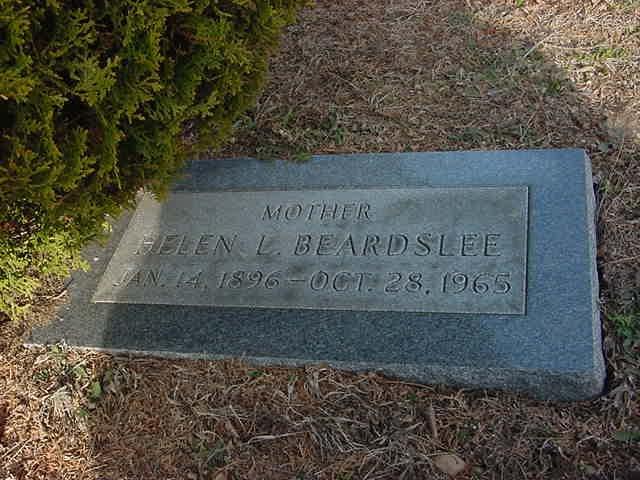 MOTHER
HELEN L. BEARDSLEE
JAN. 14, 1896 — OCT. 28, 1965